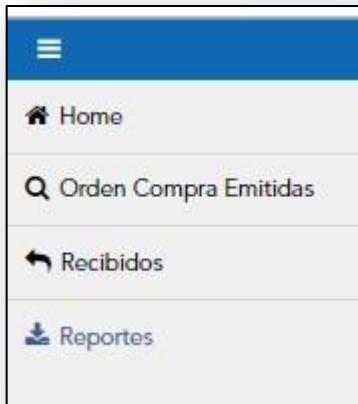 Home
Orden Compra Emitidas
Recibidos
Reportes